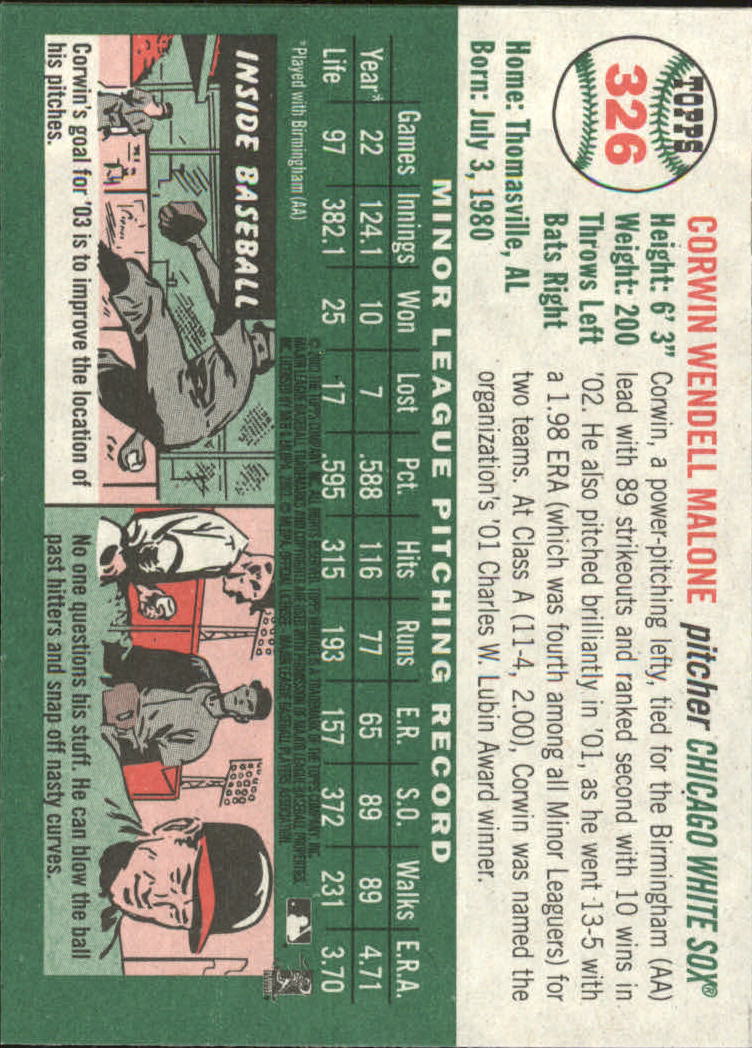 TOPPS
326
CORWIN WENDELL MALONE pitcher CHICAGO WHITE SOX®
Height: 6' 3"
Weight: 200
Throws Left
Bats Right
Home: Thomasville, AL
Born: July 3, 1980
Corwin, a power-pitching lefty, tied for the Birmingham (AA)
lead with 89 strikeouts and ranked second with 10 wins in
'02. He also pitched brilliantly in '01, as he went 13-5 with
a 1.98 ERA (which was fourth among all Minor Leaguers) for
two teams. At Class A (11-4, 2.00), Corwin was named the
organization's '01 Charles W. Lubin Award winner.
MINOR LEAGUE PITCHING RECORD
Games Innings Won Lost Pct. Hits Runs E.R. S.O. Walks E.R.A.
Year* 22 124.1 10 7 .588 116 77 65 89 89 4.71
Life 97 382.1 25 17 .595 315 193 157 372 231 3.70
*Played with Birmingham (AA)
INSIDE BASEBALL
Corwin's goal for '03 is to improve the location of
his pitches.
No one questions his stuff. He can blow the ball
past hitters and snap off nasty curves.